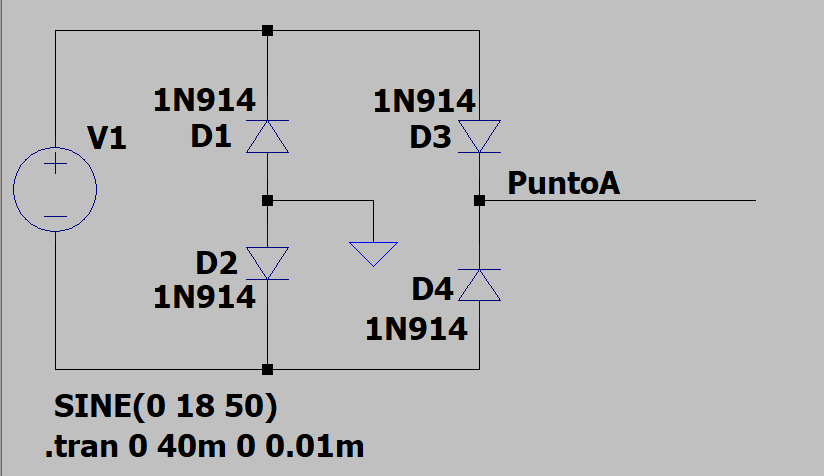 1N914
1N914
V1
D1
D3
PuntoA
D2
1N914
D4
1N914
SINE(0 18 50)
.tran 0 40m 0 0.01m